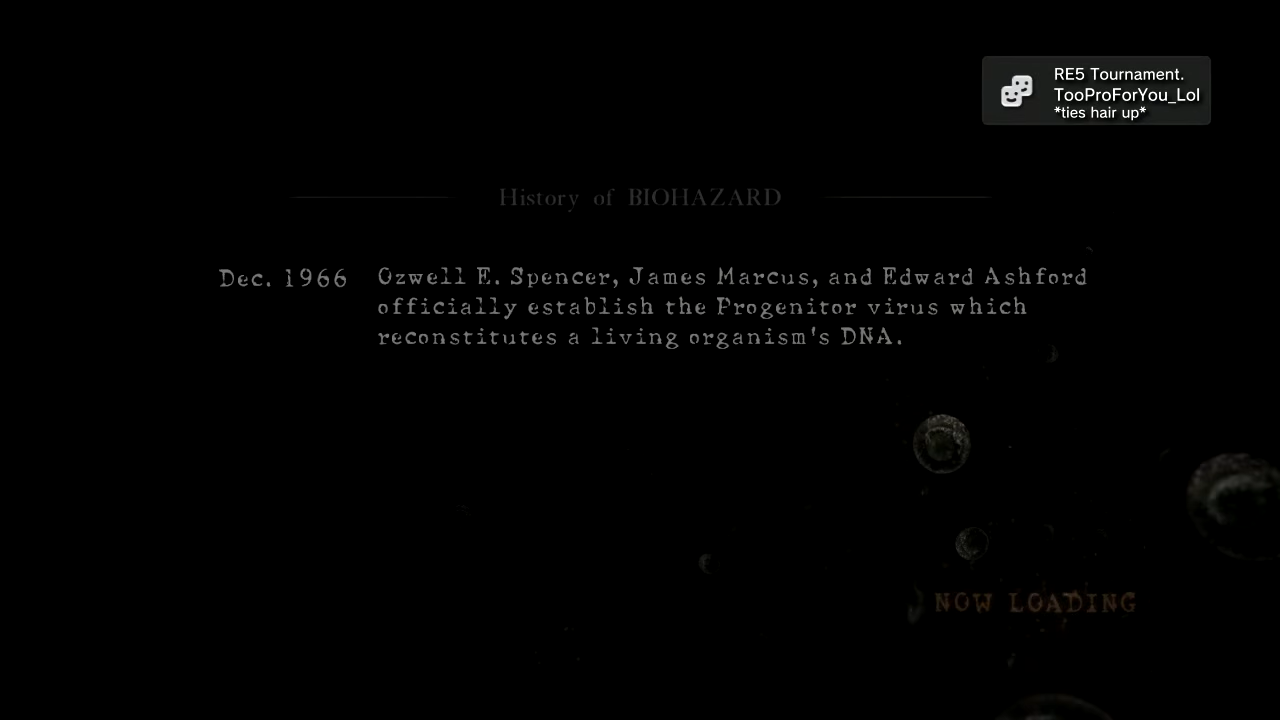 RE5 Tournament.
TooProForYou_Lol
*ties hair up*
History of BIOHAZARD
Dec. 1966 Ozwell E. Spencer, James Marcus, and Edward Ashford
officially establish the Progenitor virus which
reconstitutes a living organism's DNA.
NOW LOADING